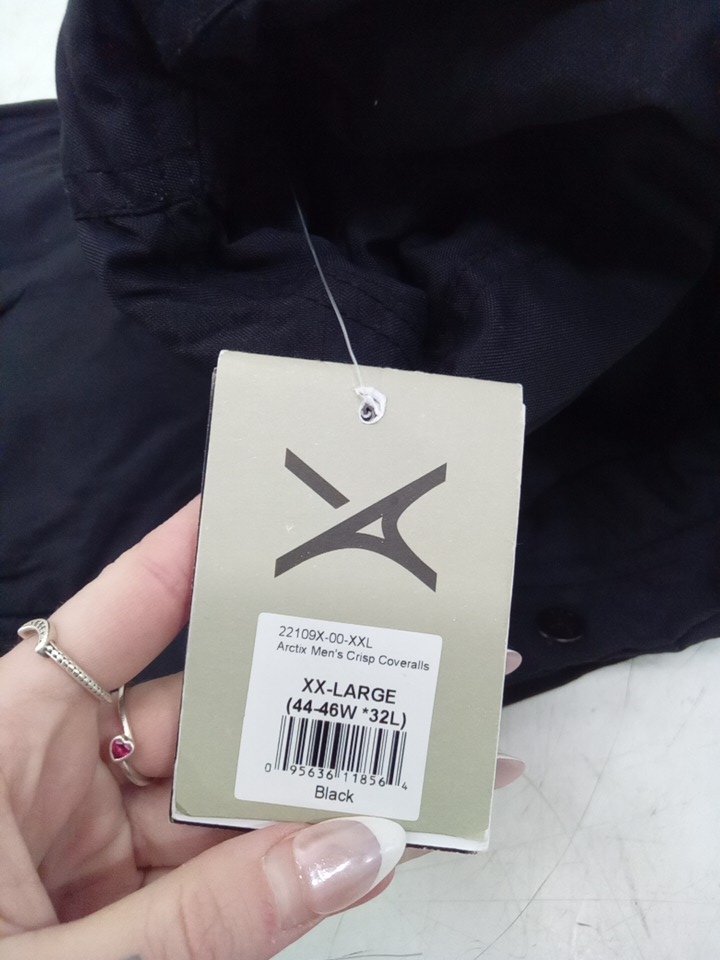 22109X-00-XXL
Arctix Men's Crisp Coveralls
XX-LARGE
(44-46W *32L)
0 95636 11856 4
Black